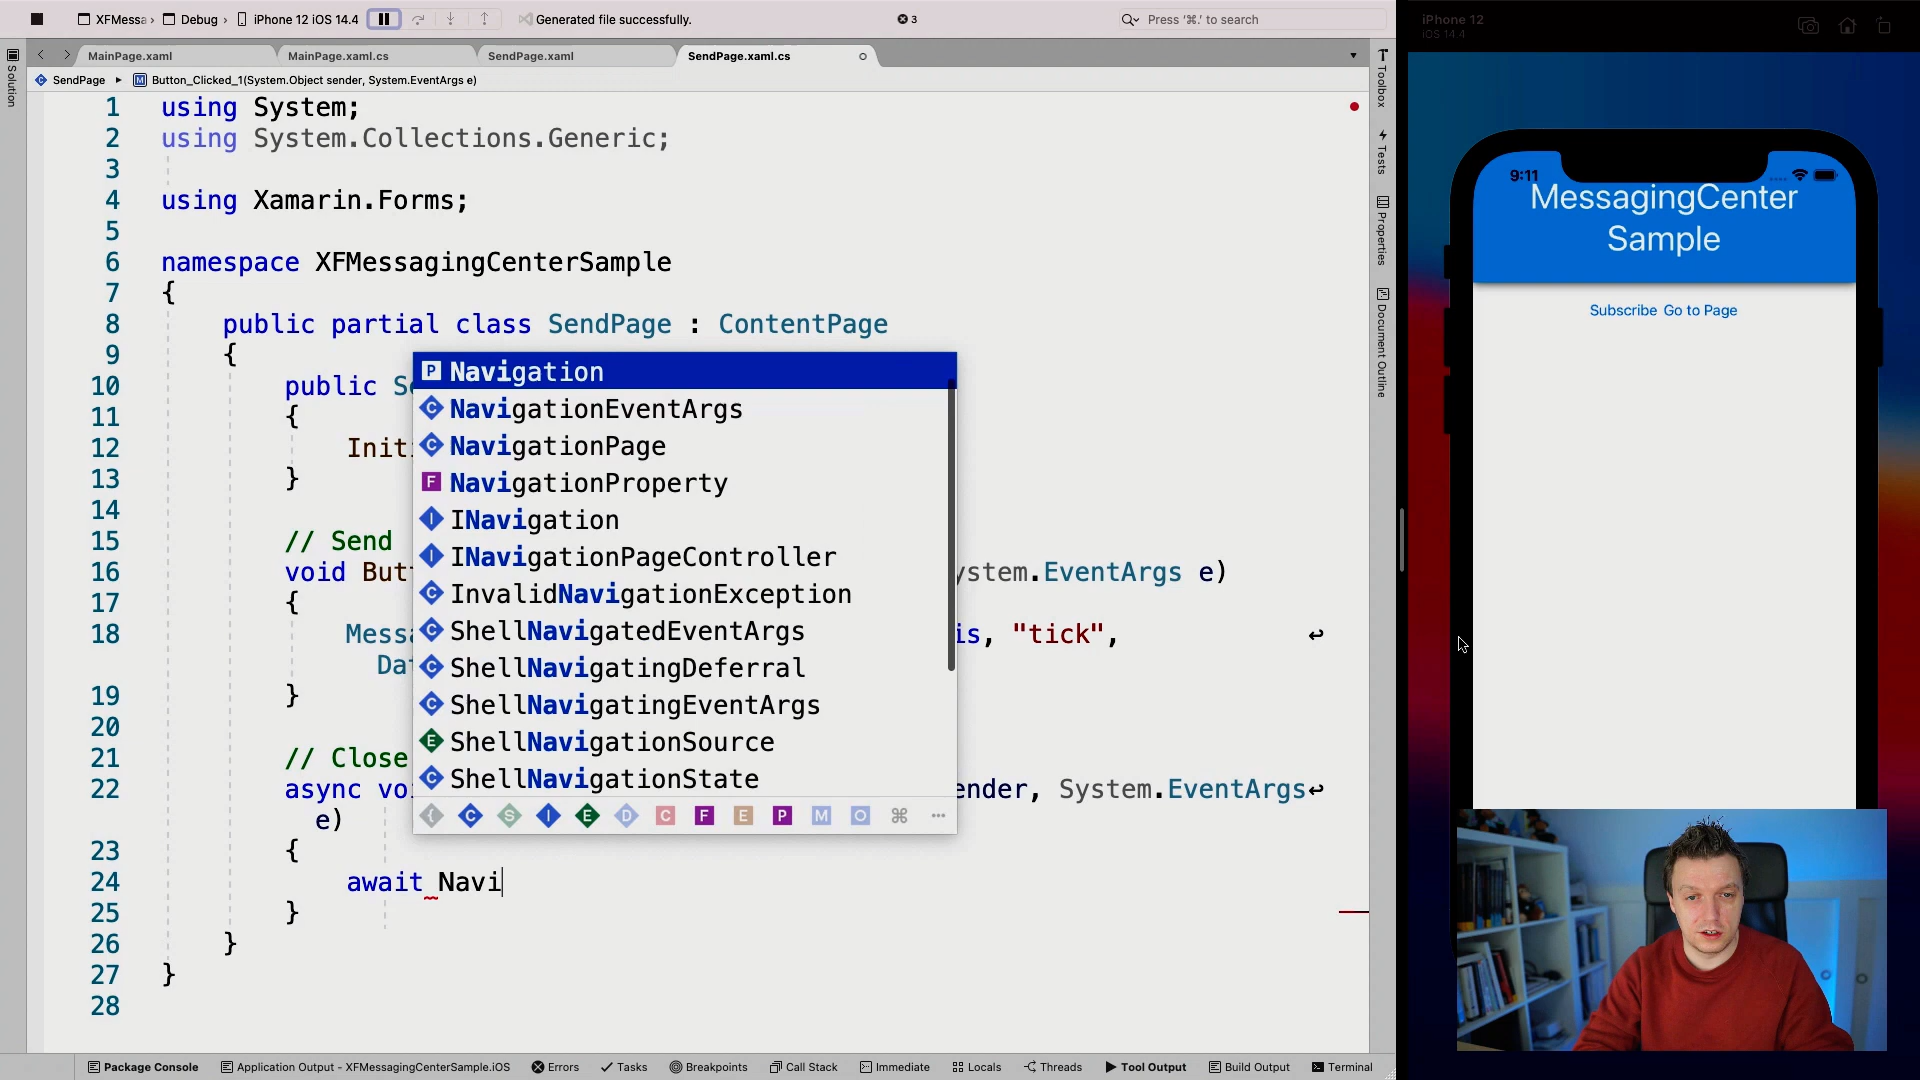 XFMessa › Debug › iPhone 12 iOS 14.4
Generated file successfully.
3
Press '⌘.' to search
MainPage.xaml
MainPage.xaml.cs
SendPage.xaml
SendPage.xaml.cs
SendPage ▸ M Button_Clicked_1(System.Object sender, System.EventArgs e)
Solution
1 using System;
2 using System.Collections.Generic;
3
4 using Xamarin.Forms;
5
6 namespace XFMessagingCenterSample
7 {
8 public partial class SendPage : ContentPage
9 {
10 public Se
11 {
12 Init
13 }
14
15 // Send
16 void But ystem.EventArgs e)
17 {
18 Messa is, "tick", ↩
Dat
19 }
20
21 // Close
22 async voi ender, System.EventArgs↩
e)
23 {
24 await Navi
25 }
26 }
27 }
28
P Navigation
C NavigationEventArgs
C NavigationPage
F NavigationProperty
I INavigation
I INavigationPageController
C InvalidNavigationException
C ShellNavigatedEventArgs
C ShellNavigatingDeferral
C ShellNavigatingEventArgs
E ShellNavigationSource
C ShellNavigationState
{ C S I E D C F E P M O ⌘ ···
Toolbox
Tests
Properties
Document Outline
Package Console
Application Output - XFMessagingCenterSample.iOS
Errors
Tasks
Breakpoints
Call Stack
Immediate
Locals
Threads
Tool Output
Build Output
Terminal
iPhone 12
iOS 14.4
9:11
MessagingCenter
Sample
Subscribe Go to Page